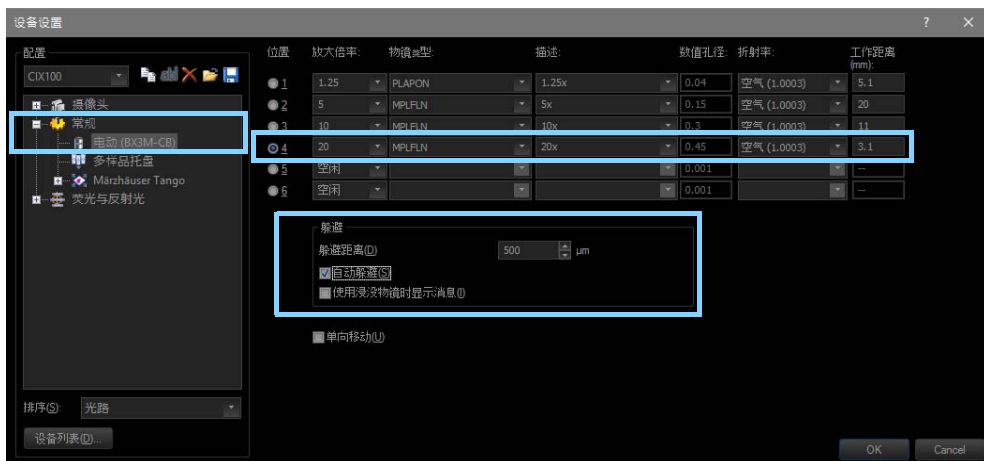 设备设置 ? ×
配置
CIX100
摄像头
常规
电动 (BX3M-CB)
多样品托盘
Märzhäuser Tango
荧光与反射光
排序(S): 光路
设备列表(D)...
位置 放大倍率: 物镜类型: 描述: 数值孔径: 折射率: 工作距离
(mm):
1 1.25 PLAPON 1.25x 0.04 空气 (1.0003) 5.1
2 5 MPLFLN 5x 0.15 空气 (1.0003) 20
3 10 MPLFLN 10x 0.3 空气 (1.0003) 11
4 20 MPLFLN 20x 0.45 空气 (1.0003) 3.1
5 空闲 0.001 --
6 空闲 0.001 --
躲避
躲避距离(D) 500 µm
自动躲避(S)
使用浸没物镜时显示消息(I)
单向移动(U)
OK Cancel